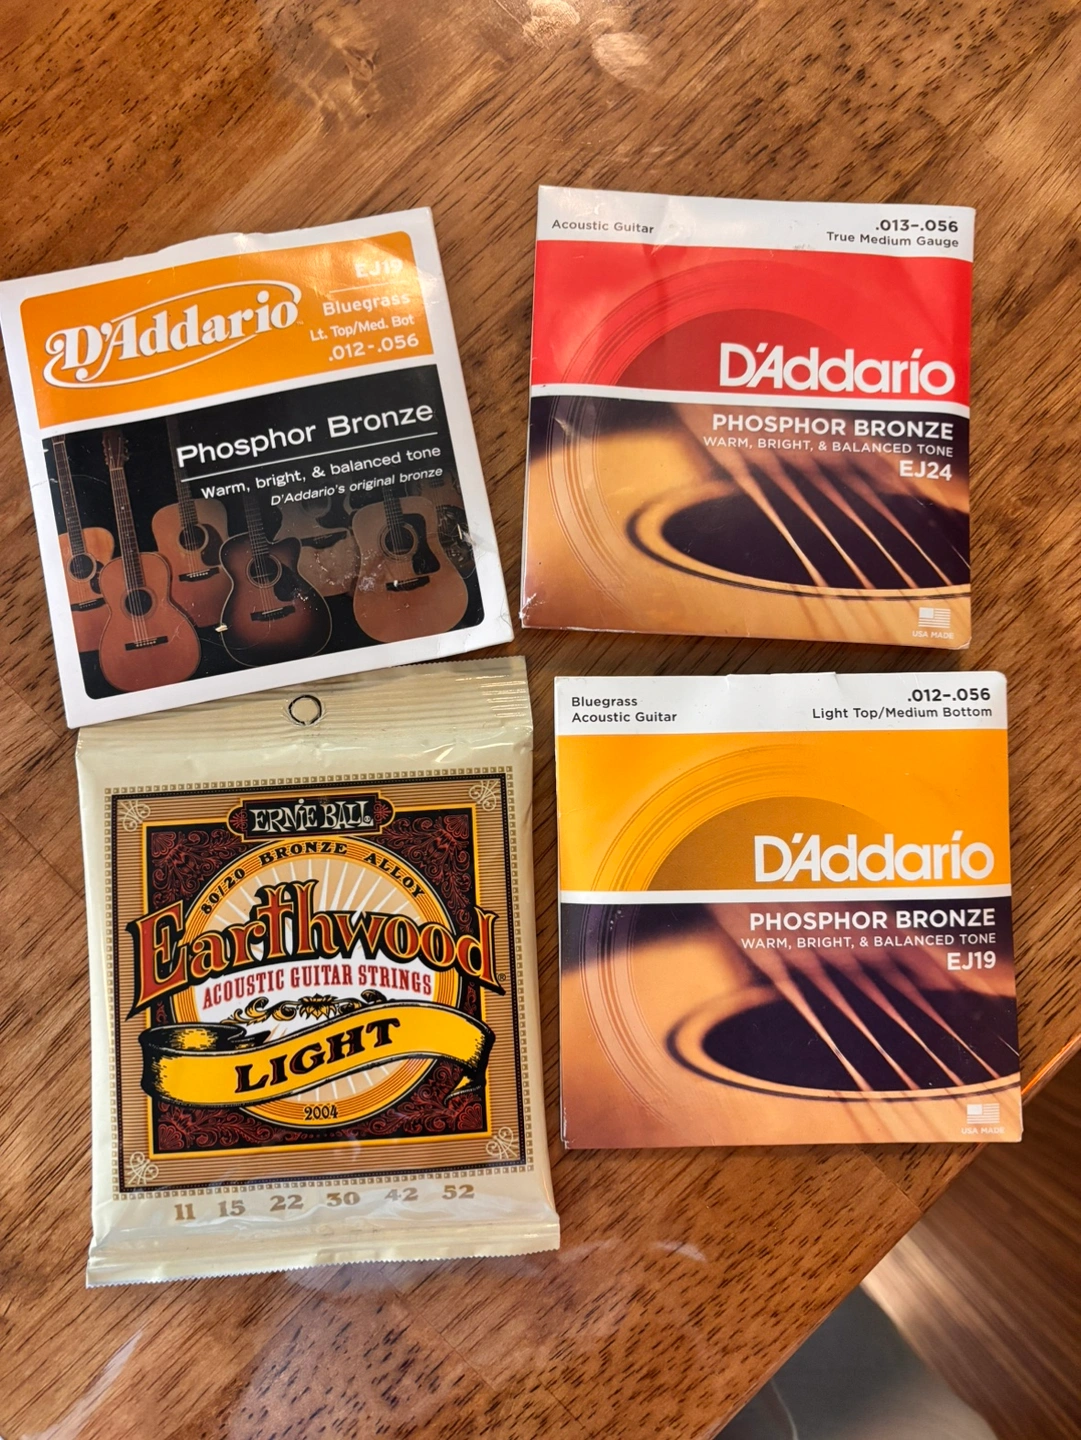 EJ19
D'Addario
Bluegrass
Lt. Top/Med. Bot
.012-.056
Phosphor Bronze
Warm, bright, & balanced tone
D'Addario's original bronze
Acoustic Guitar
.013-.056
True Medium Gauge
D'Addario
PHOSPHOR BRONZE
WARM, BRIGHT, & BALANCED TONE
EJ24
USA MADE
ERNIE BALL®
80/20 BRONZE ALLOY
Earthwood®
ACOUSTIC GUITAR STRINGS
LIGHT
2004
11 15 22 30 42 52
Bluegrass
Acoustic Guitar
.012-.056
Light Top/Medium Bottom
D'Addario
PHOSPHOR BRONZE
WARM, BRIGHT, & BALANCED TONE
EJ19
USA MADE